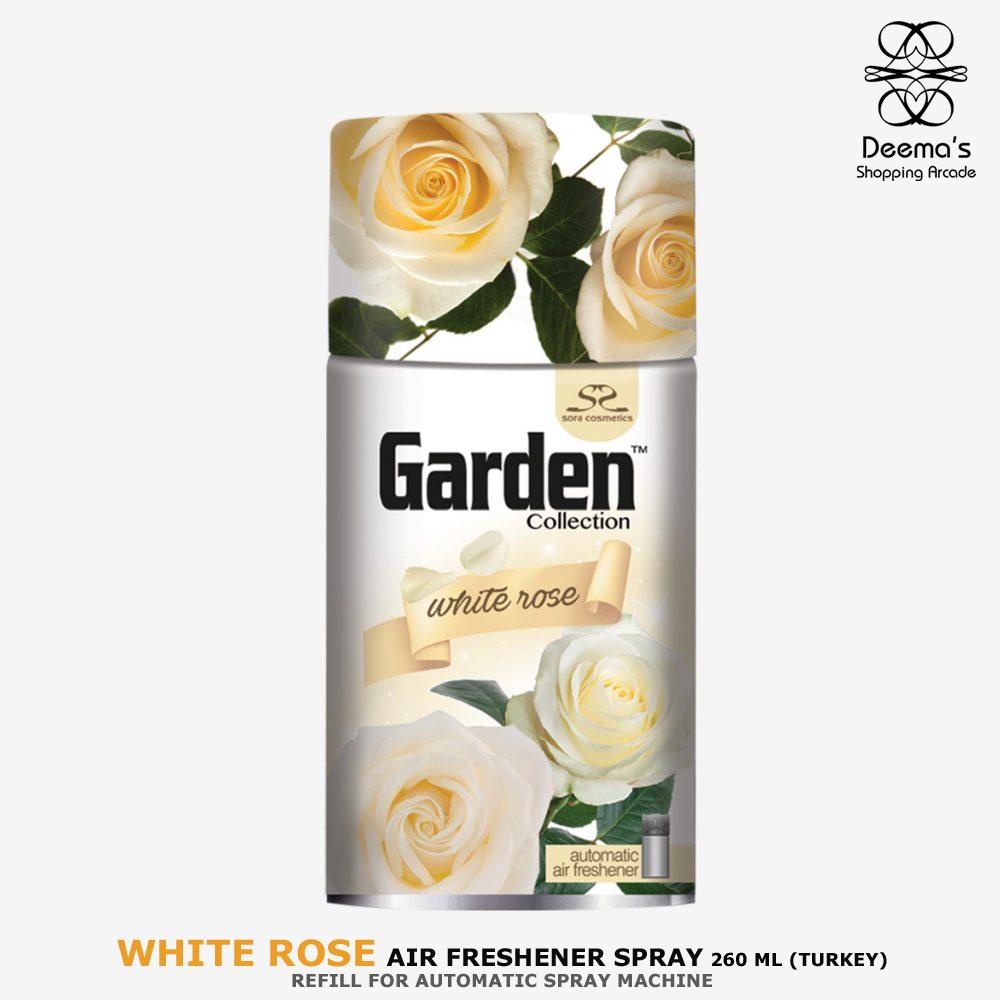 Deema's
Shopping Arcade
sora cosmetics
Garden™
Collection
white rose
automatic
air freshener
WHITE ROSE AIR FRESHENER SPRAY 260 ML (TURKEY)
REFILL FOR AUTOMATIC SPRAY MACHINE